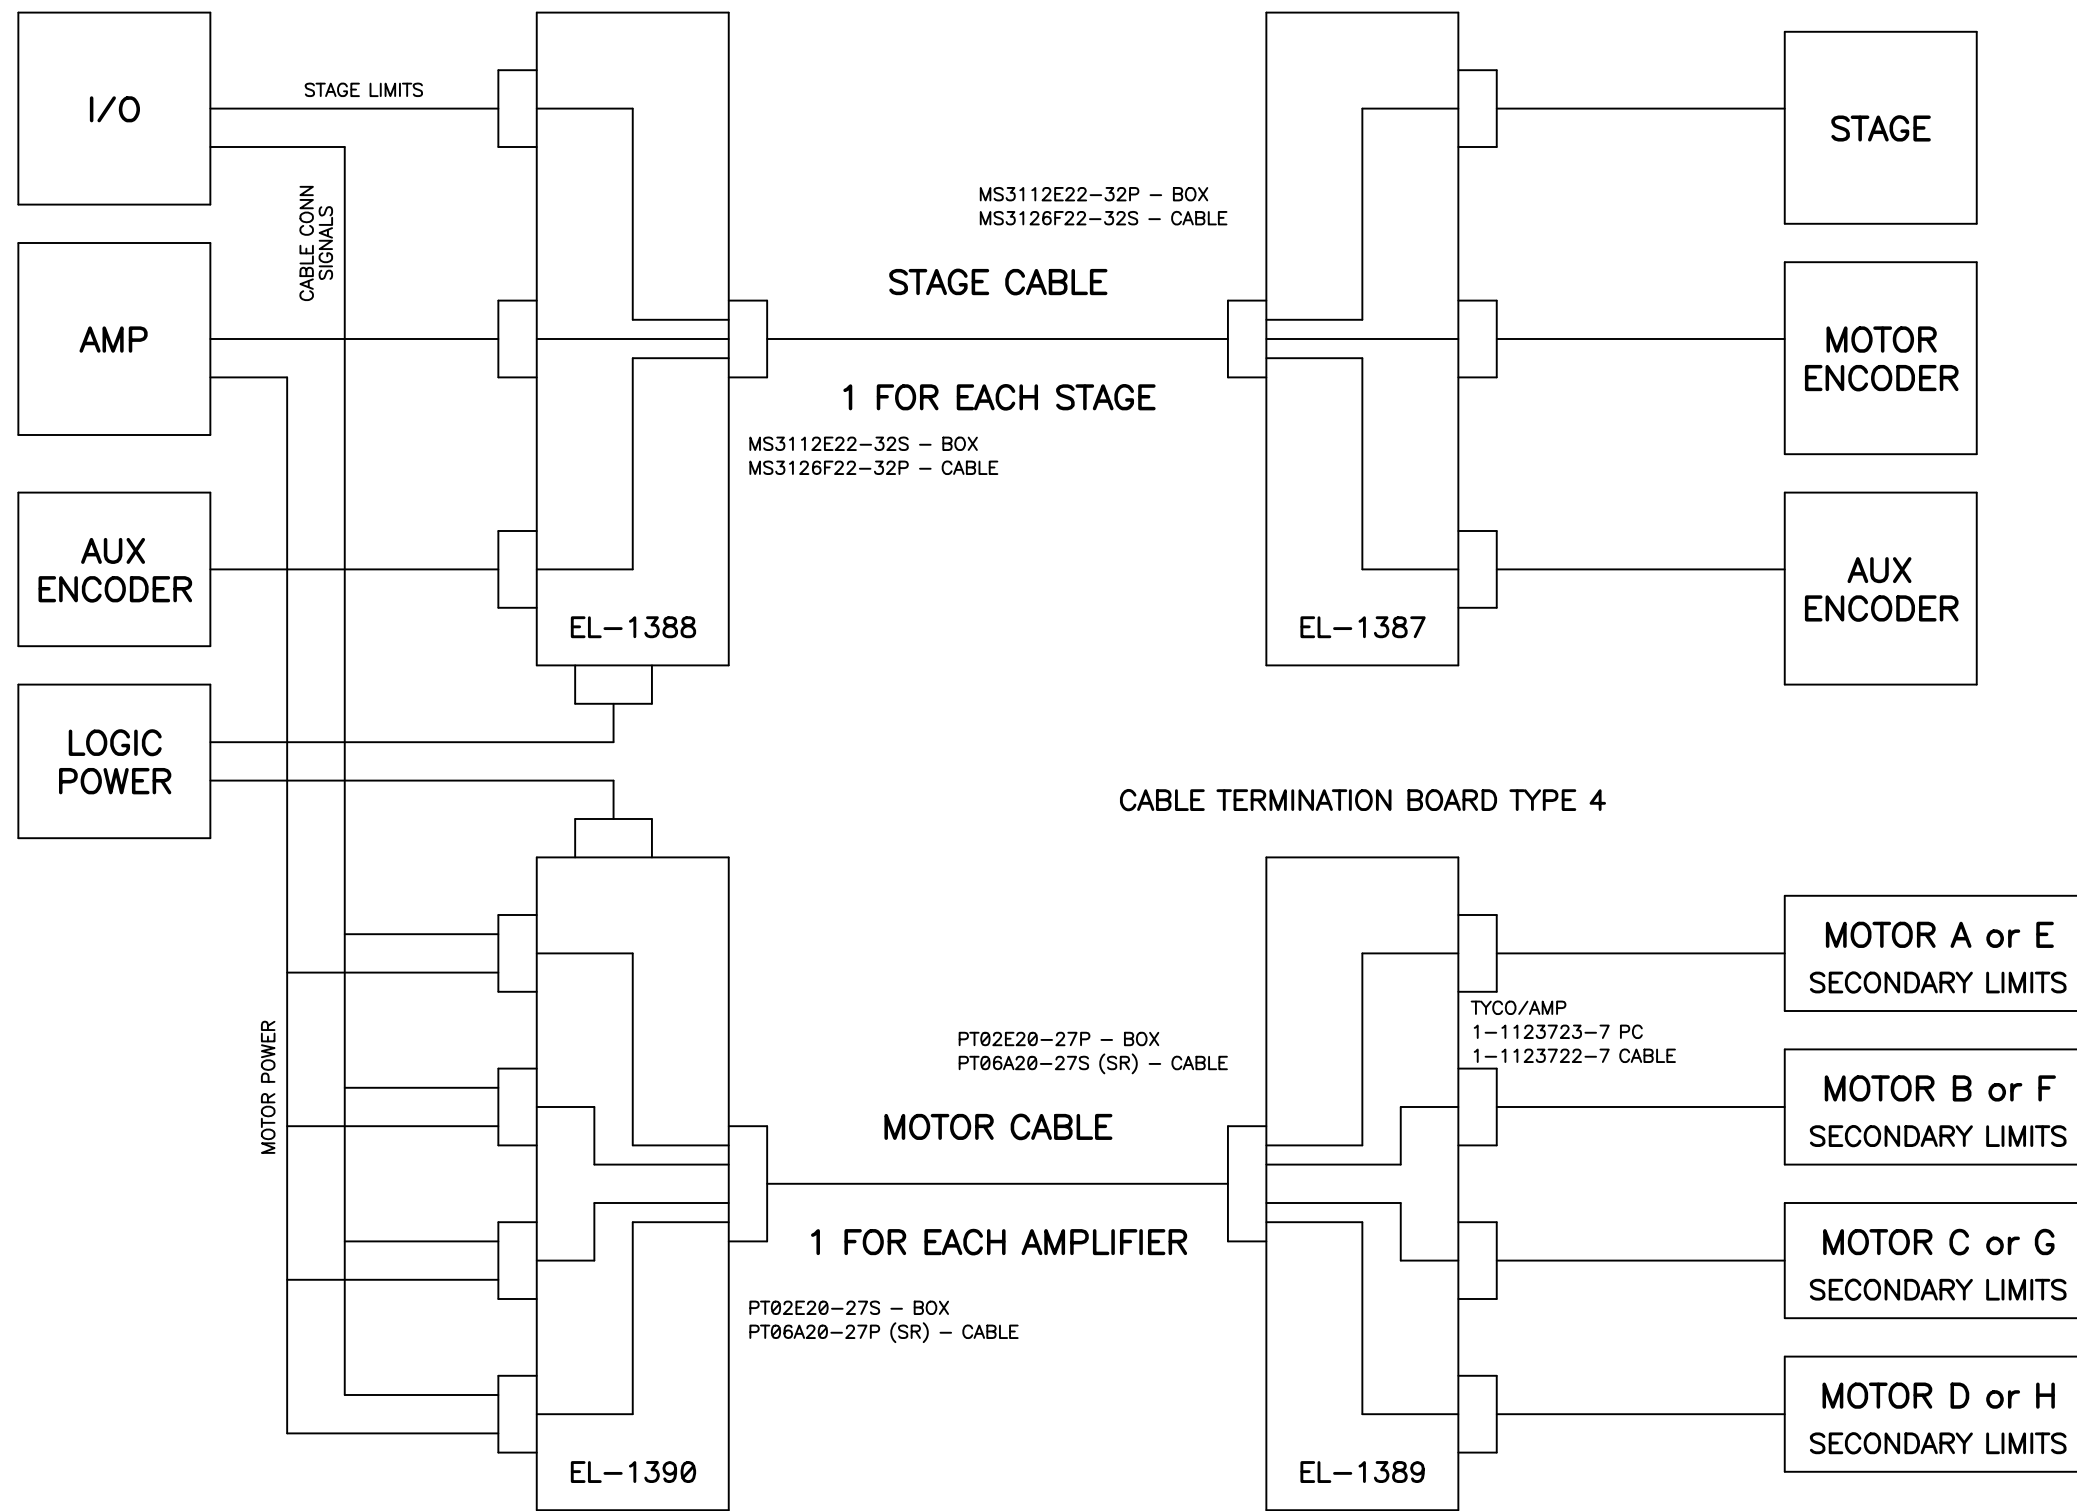 I/O
STAGE LIMITS
CABLE CONN
SIGNALS
AMP
AUX
ENCODER
LOGIC
POWER
EL-1388
MS3112E22-32P - BOX
MS3126F22-32S - CABLE
STAGE CABLE
1 FOR EACH STAGE
MS3112E22-32S - BOX
MS3126F22-32P - CABLE
EL-1387
STAGE
MOTOR
ENCODER
AUX
ENCODER
CABLE TERMINATION BOARD TYPE 4
MOTOR POWER
EL-1390
PT02E20-27P - BOX
PT06A20-27S (SR) - CABLE
MOTOR CABLE
1 FOR EACH AMPLIFIER
PT02E20-27S - BOX
PT06A20-27P (SR) - CABLE
EL-1389
TYCO/AMP
1-1123723-7 PC
1-1123722-7 CABLE
MOTOR A or E
SECONDARY LIMITS
MOTOR B or F
SECONDARY LIMITS
MOTOR C or G
SECONDARY LIMITS
MOTOR D or H
SECONDARY LIMITS